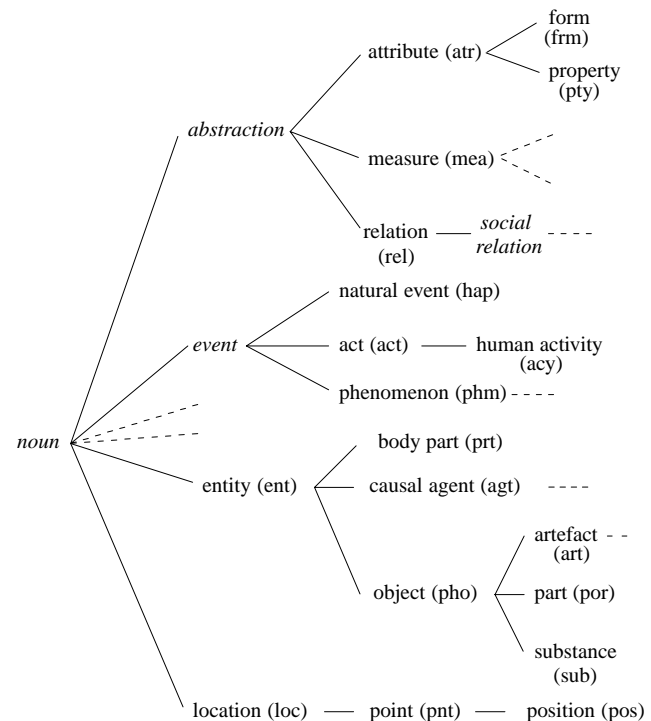 form
(frm)
attribute (atr)
property
(pty)
abstraction
measure (mea)
relation
(rel)
social
relation
natural event (hap)
event
act (act)
human activity
(acy)
phenomenon (phm)
noun
body part (prt)
entity (ent)
causal agent (agt)
artefact
(art)
object (pho)
part (por)
substance
(sub)
location (loc)
point (pnt)
position (pos)